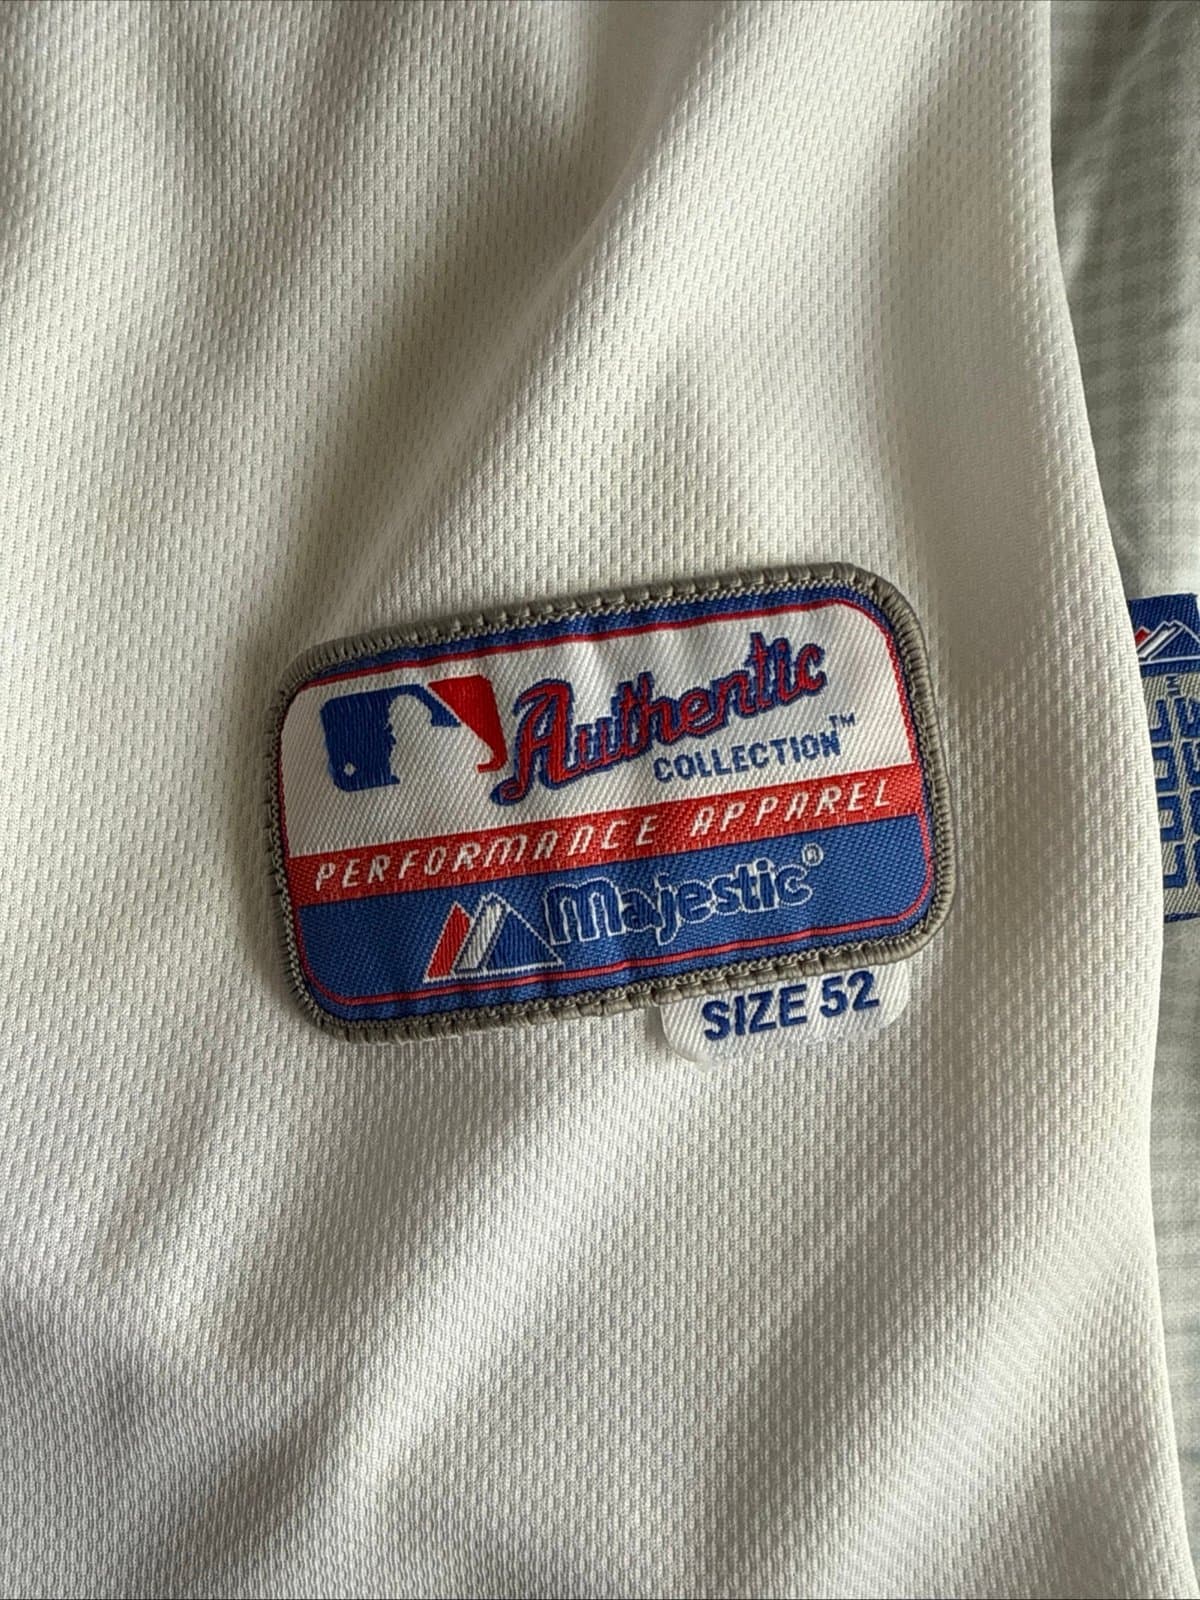 Authentic
COLLECTION™
PERFORMANCE APPAREL
Majestic®
SIZE 52